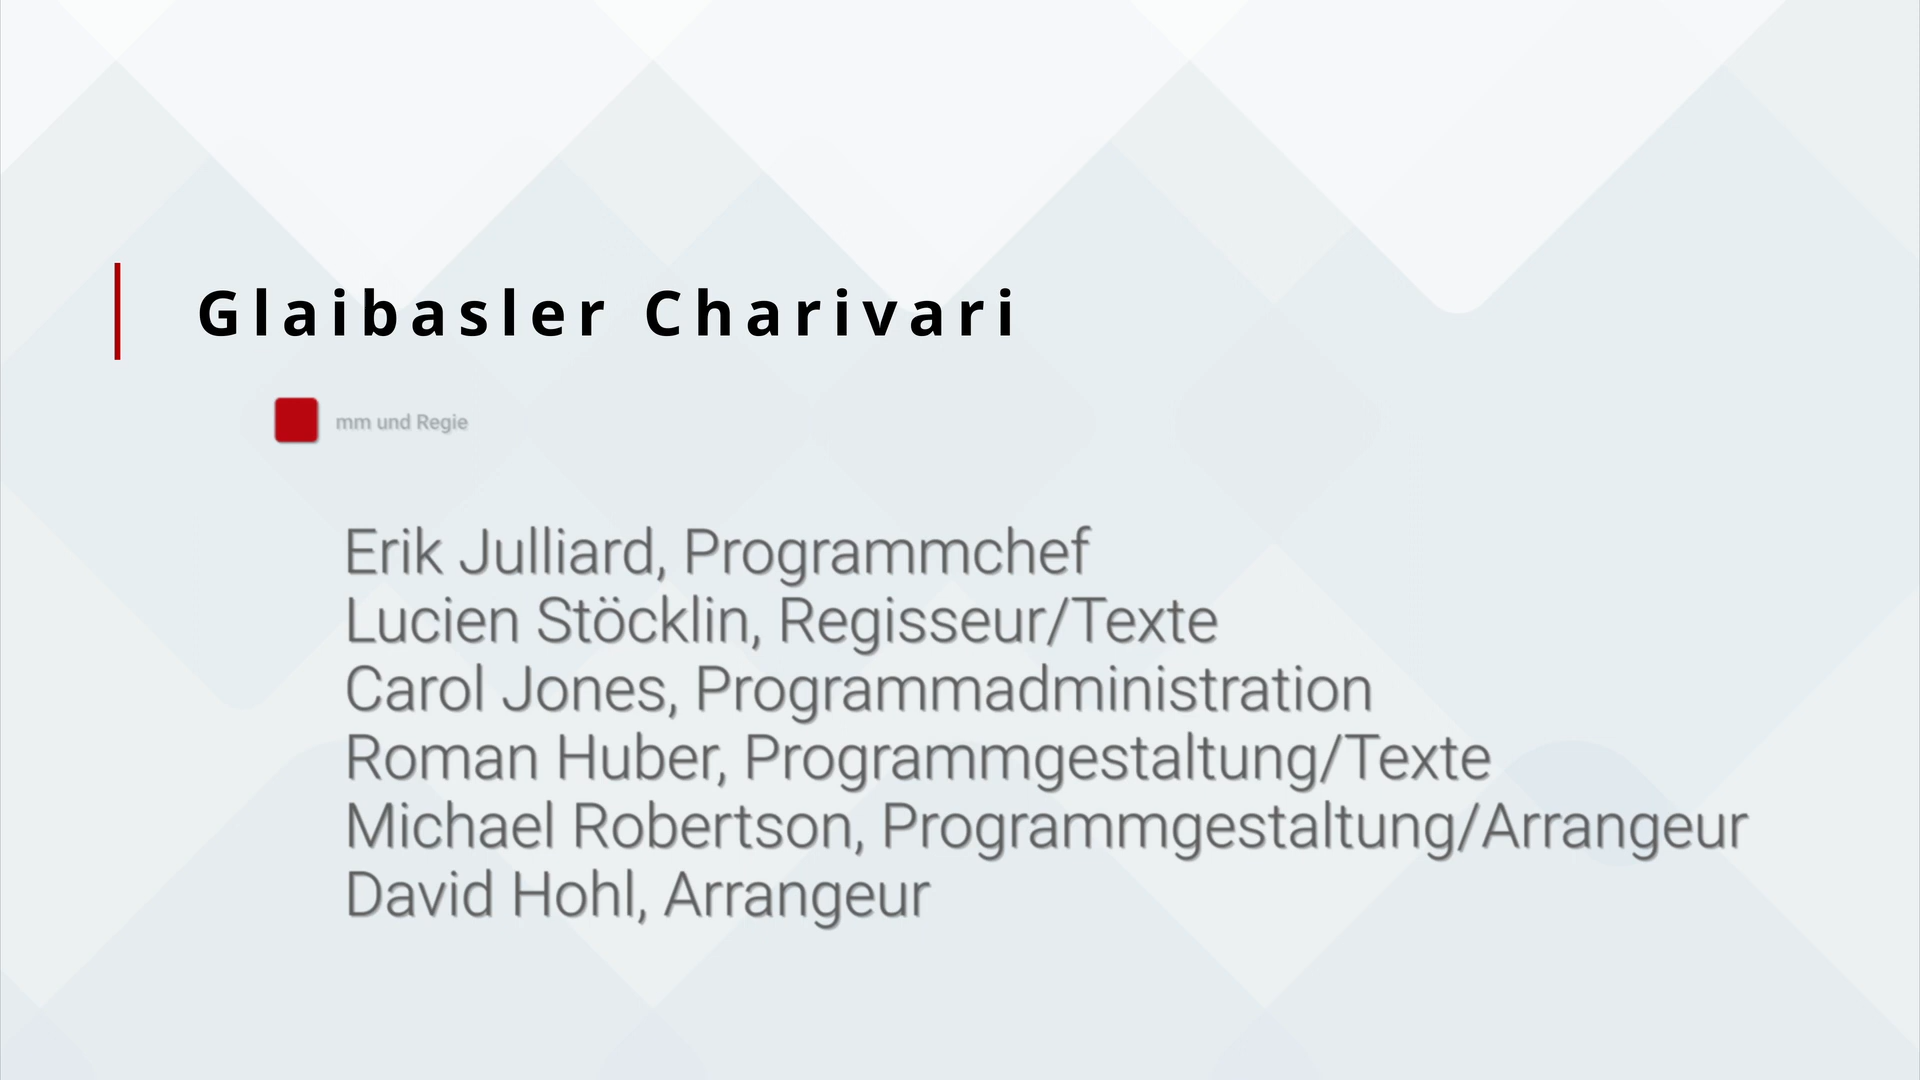 Glaibasler Charivari
mm und Regie
Erik Julliard, Programmchef
Lucien Stöcklin, Regisseur/Texte
Carol Jones, Programmadministration
Roman Huber, Programmgestaltung/Texte
Michael Robertson, Programmgestaltung/Arrangeur
David Hohl, Arrangeur